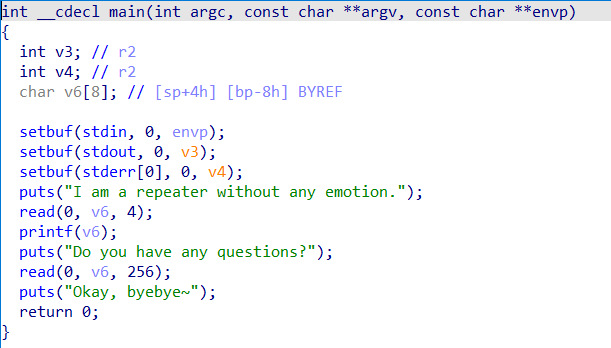 int __cdecl main(int argc, const char **argv, const char **envp)
{
  int v3; // r2
  int v4; // r2
  char v6[8]; // [sp+4h] [bp-8h] BYREF

  setbuf(stdin, 0, envp);
  setbuf(stdout, 0, v3);
  setbuf(stderr[0], 0, v4);
  puts("I am a repeater without any emotion.");
  read(0, v6, 4);
  printf(v6);
  puts("Do you have any questions?");
  read(0, v6, 256);
  puts("Okay, byebye~");
  return 0;
}